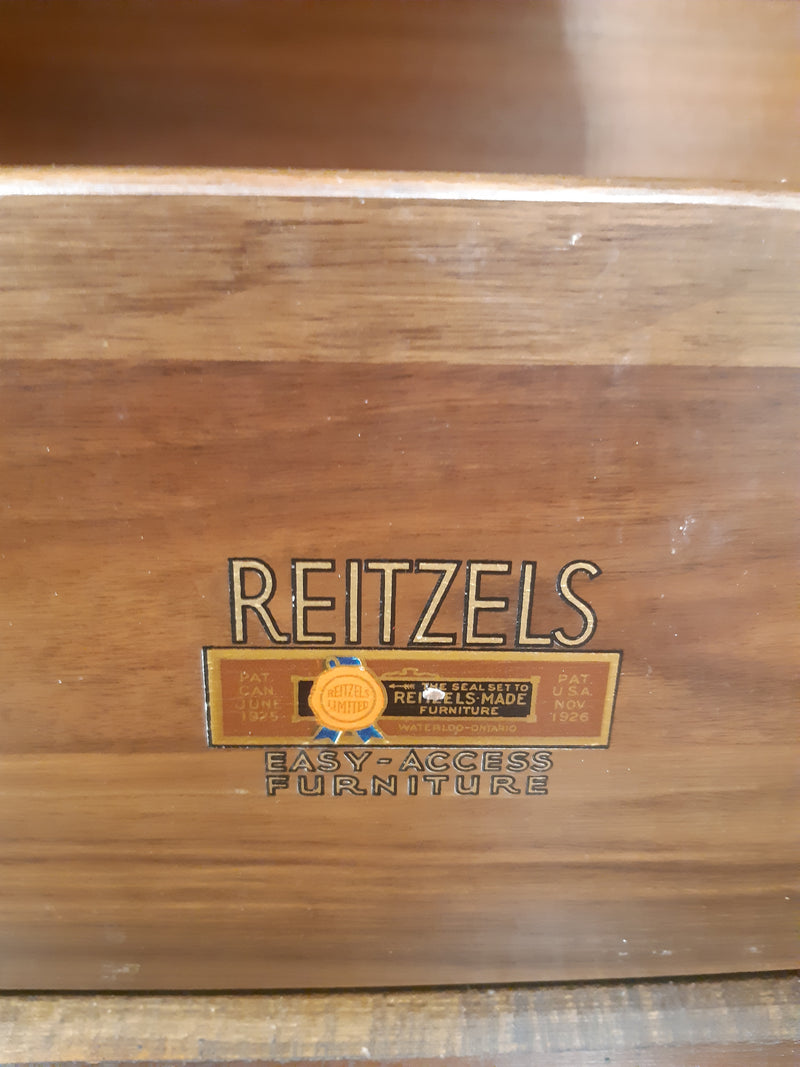 REITZELS
PAT.
CAN.
JUNE
1925
REITZELS
LIMITED
THE SEAL SET TO
REITZELS-MADE
FURNITURE
WATERLOO-ONTARIO
PAT.
U.S.A.
NOV
1926
EASY-ACCESS
FURNITURE